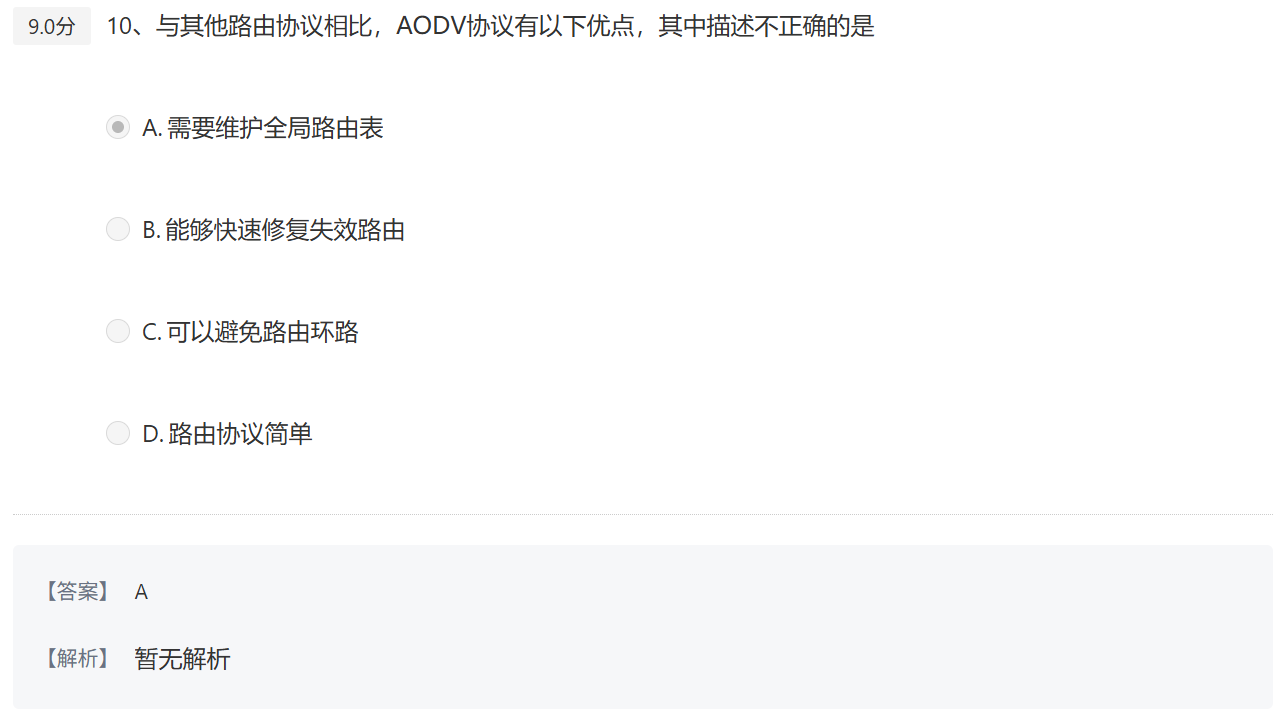 9.0分 10、与其他路由协议相比，AODV协议有以下优点，其中描述不正确的是
A. 需要维护全局路由表
B. 能够快速修复失效路由
C. 可以避免路由环路
D. 路由协议简单
【答案】 A
【解析】 暂无解析